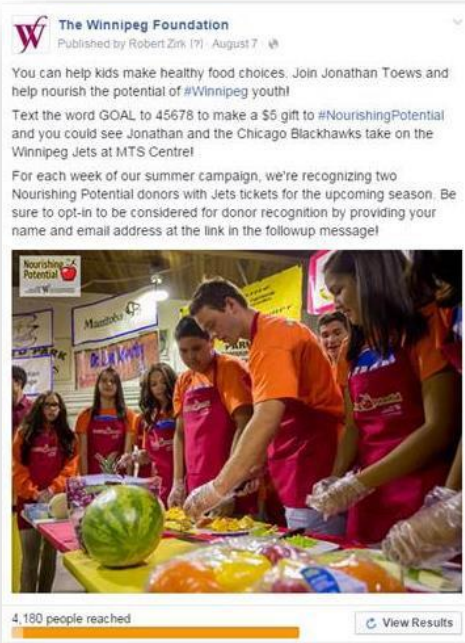 The Winnipeg Foundation
Published by Robert Zirk [?] · August 7 ·
You can help kids make healthy food choices. Join Jonathan Toews and
help nourish the potential of #Winnipeg youth!
Text the word GOAL to 45678 to make a $5 gift to #NourishingPotential
and you could see Jonathan and the Chicago Blackhawks take on the
Winnipeg Jets at MTS Centre!
For each week of our summer campaign, we're recognizing two
Nourishing Potential donors with Jets tickets for the upcoming season. Be
sure to opt-in to be considered for donor recognition by providing your
name and email address at the link in the followup message!
Nourishing
Potential
Manitoba
PARK
4,180 people reached
View Results